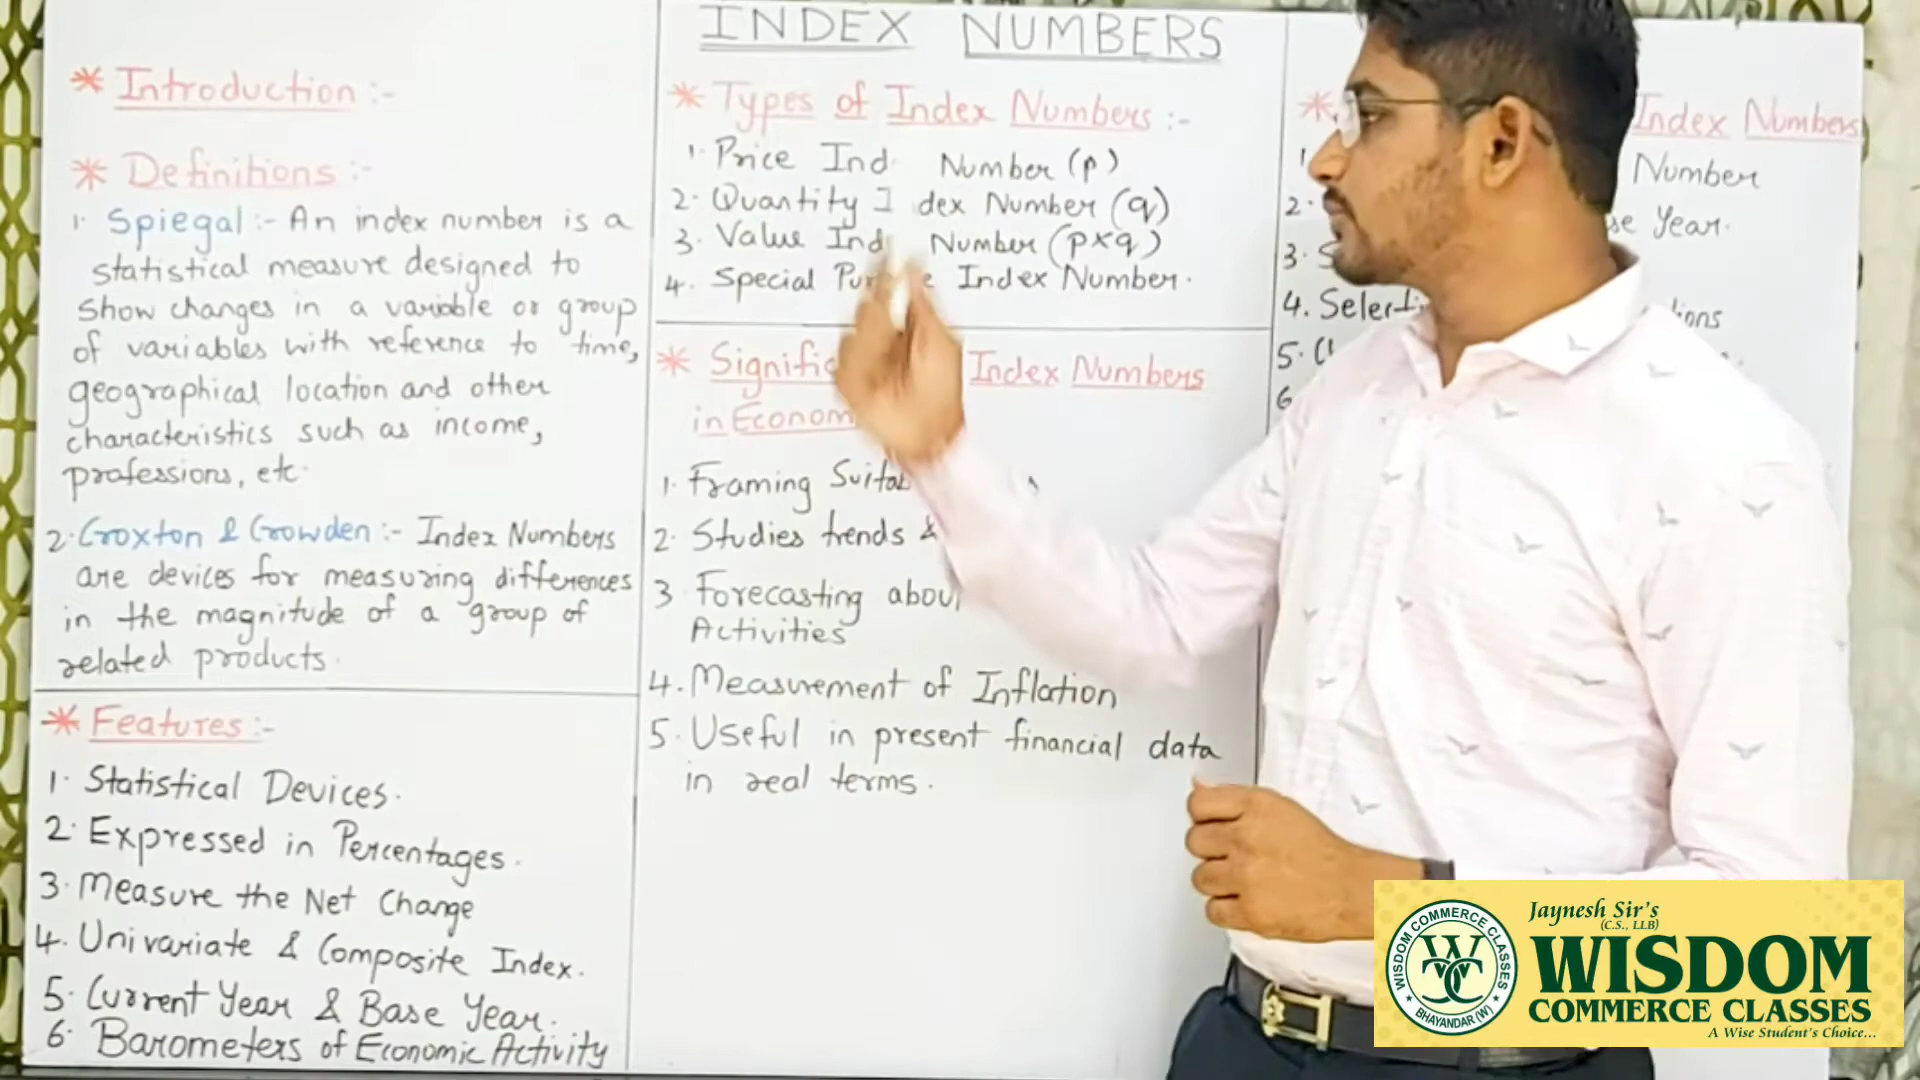 INDEX NUMBERS
* Introduction :-
* Definitions :-
1. Spiegal :- An index number is a
statistical measure designed to
show changes in a variable or group
of variables with reference to time,
geographical location and other
characteristics such as income,
professions, etc.
2. Croxton & Crowden :- Index Numbers
are devices for measuring differences
in the magnitude of a group of
related products.
* Features :-
1. Statistical Devices.
2. Expressed in Percentages.
3. Measure the Net Change
4. Univariate & Composite Index.
5. Current Year & Base Year.
6. Barometers of Economic Activity
* Types of Index Numbers :-
1. Price Ind Number (p)
2. Quantity I dex Number (q)
3. Value Ind Number (p×q)
4. Special Index Number.
* Index Numbers
in Econom
1. Framing
2. Studies trends &
3 Forecasting
Activities
4. Measurement of Inflation
5. Useful in present financial data
in real terms.
* Index Numbers
1 Number
2. Year.
3.
4.
5.
6
WISDOM COMMERCE CLASSES
BHAYANDAR (W)
WCC
Jaynesh Sir's
(C.S., LLB)
WISDOM
COMMERCE CLASSES
A Wise Student's Choice...